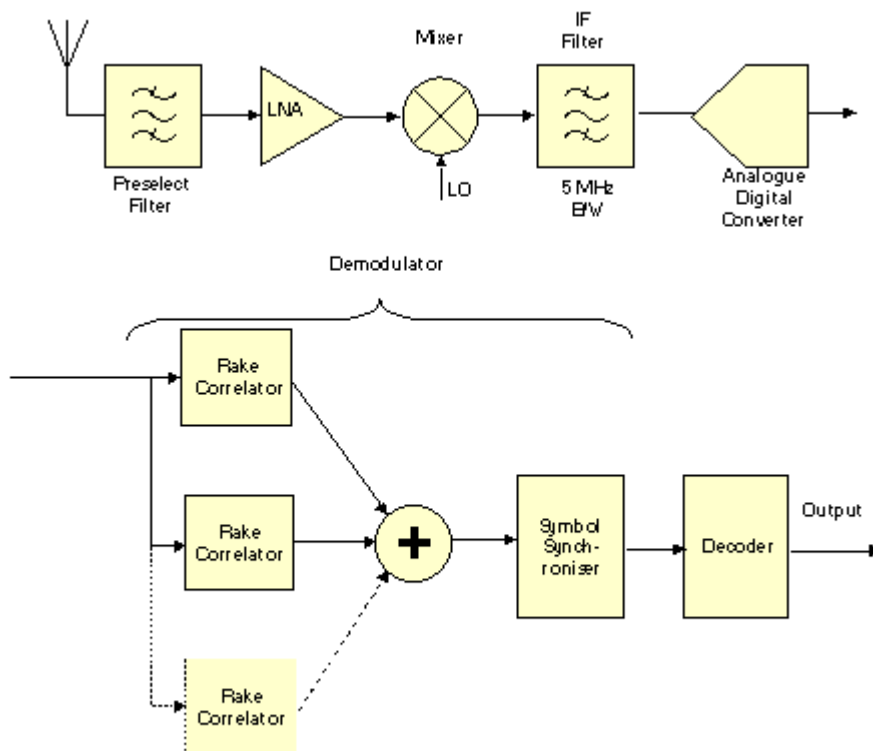 Mixer
IF
Filter
LNA
LO
Preselect
Filter
5 MHz
B/W
Analogue
Digital
Converter
Demodulator
Rake
Correlator
Rake
Correlator
Symbol
Synch-
roniser
Decoder
Output
Rake
Correlator